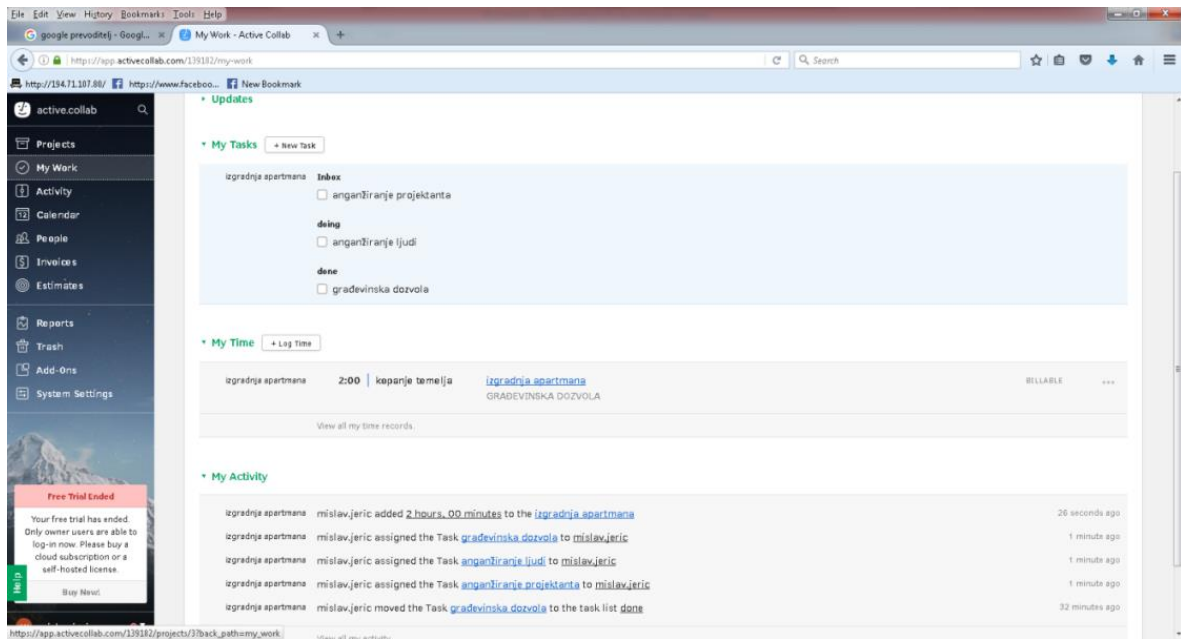 File Edit View History Bookmarks Tools Help
google prevoditelj - Googl... My Work - Active Collab
https://app.activecollab.com/139182/my-work Search
http://194.71.107.80/ https://www.faceboo... New Bookmark
active.collab
Projects
My Work
Activity
Calendar
People
Invoices
Estimates
Reports
Trash
Add-Ons
System Settings
Free Trial Ended
Your free trial has ended.
Only owner users are able to
log-in now. Please buy a
cloud subscription or a
self-hosted license.
Buy Now!
Help
Updates
My Tasks + New Task
izgradnja apartmana Inbox
anganžiranje projektanta
doing
anganžiranje ljudi
done
građevinska dozvola
My Time + Log Time
izgradnja apartmana 2:00 kopanje temelja izgradnja apartmana BILLABLE
GRAĐEVINSKA DOZVOLA
View all my time records.
My Activity
izgradnja apartmana mislav.jeric added 2 hours, 00 minutes to the izgradnja apartmana 26 seconds ago
izgradnja apartmana mislav.jeric assigned the Task građevinska dozvola to mislav.jeric 1 minute ago
izgradnja apartmana mislav.jeric assigned the Task anganžiranje ljudi to mislav.jeric 1 minute ago
izgradnja apartmana mislav.jeric assigned the Task anganžiranje projektanta to mislav.jeric 1 minute ago
izgradnja apartmana mislav.jeric moved the Task građevinska dozvola to the task list done 32 minutes ago
View all my activity.
https://app.activecollab.com/139182/projects/3?back_path=my_work